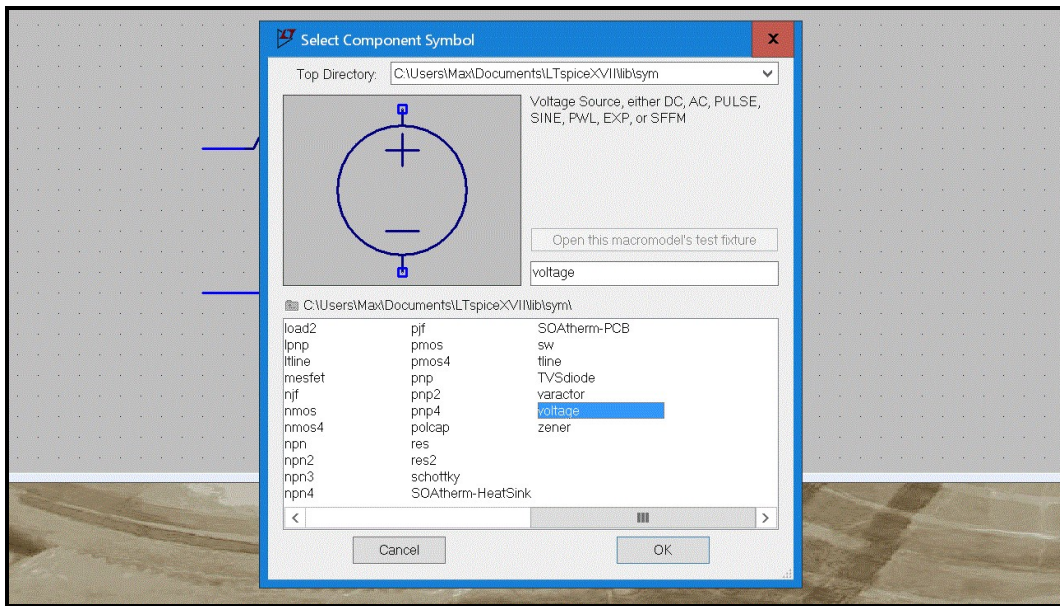 Select Component Symbol
x
Top Directory: C:\Users\Max\Documents\LTspiceXVII\lib\sym
Voltage Source, either DC, AC, PULSE,
SINE, PWL, EXP, or SFFM
Open this macromodel's test fixture
voltage
C:\Users\Max\Documents\LTspiceXVII\lib\sym\
load2
lpnp
ltline
mesfet
njf
nmos
nmos4
npn
npn2
npn3
npn4
pjf
pmos
pmos4
pnp
pnp2
pnp4
polcap
res
res2
schottky
SOAtherm-HeatSink
SOAtherm-PCB
sw
tline
TVSdiode
varactor
voltage
zener
Cancel
OK